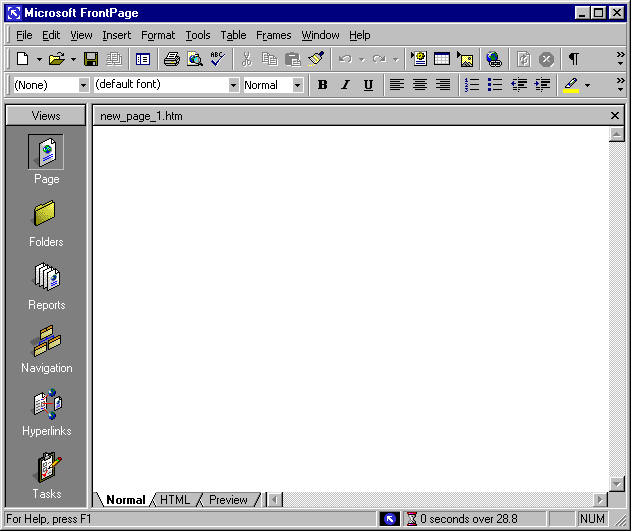 Microsoft FrontPage
File Edit View Insert Format Tools Table Frames Window Help
(None) (default font) Normal B I U
Views
new_page_1.htm
Page
Folders
Reports
Navigation
Hyperlinks
Tasks
Normal HTML Preview
For Help, press F1 0 seconds over 28.8 NUM